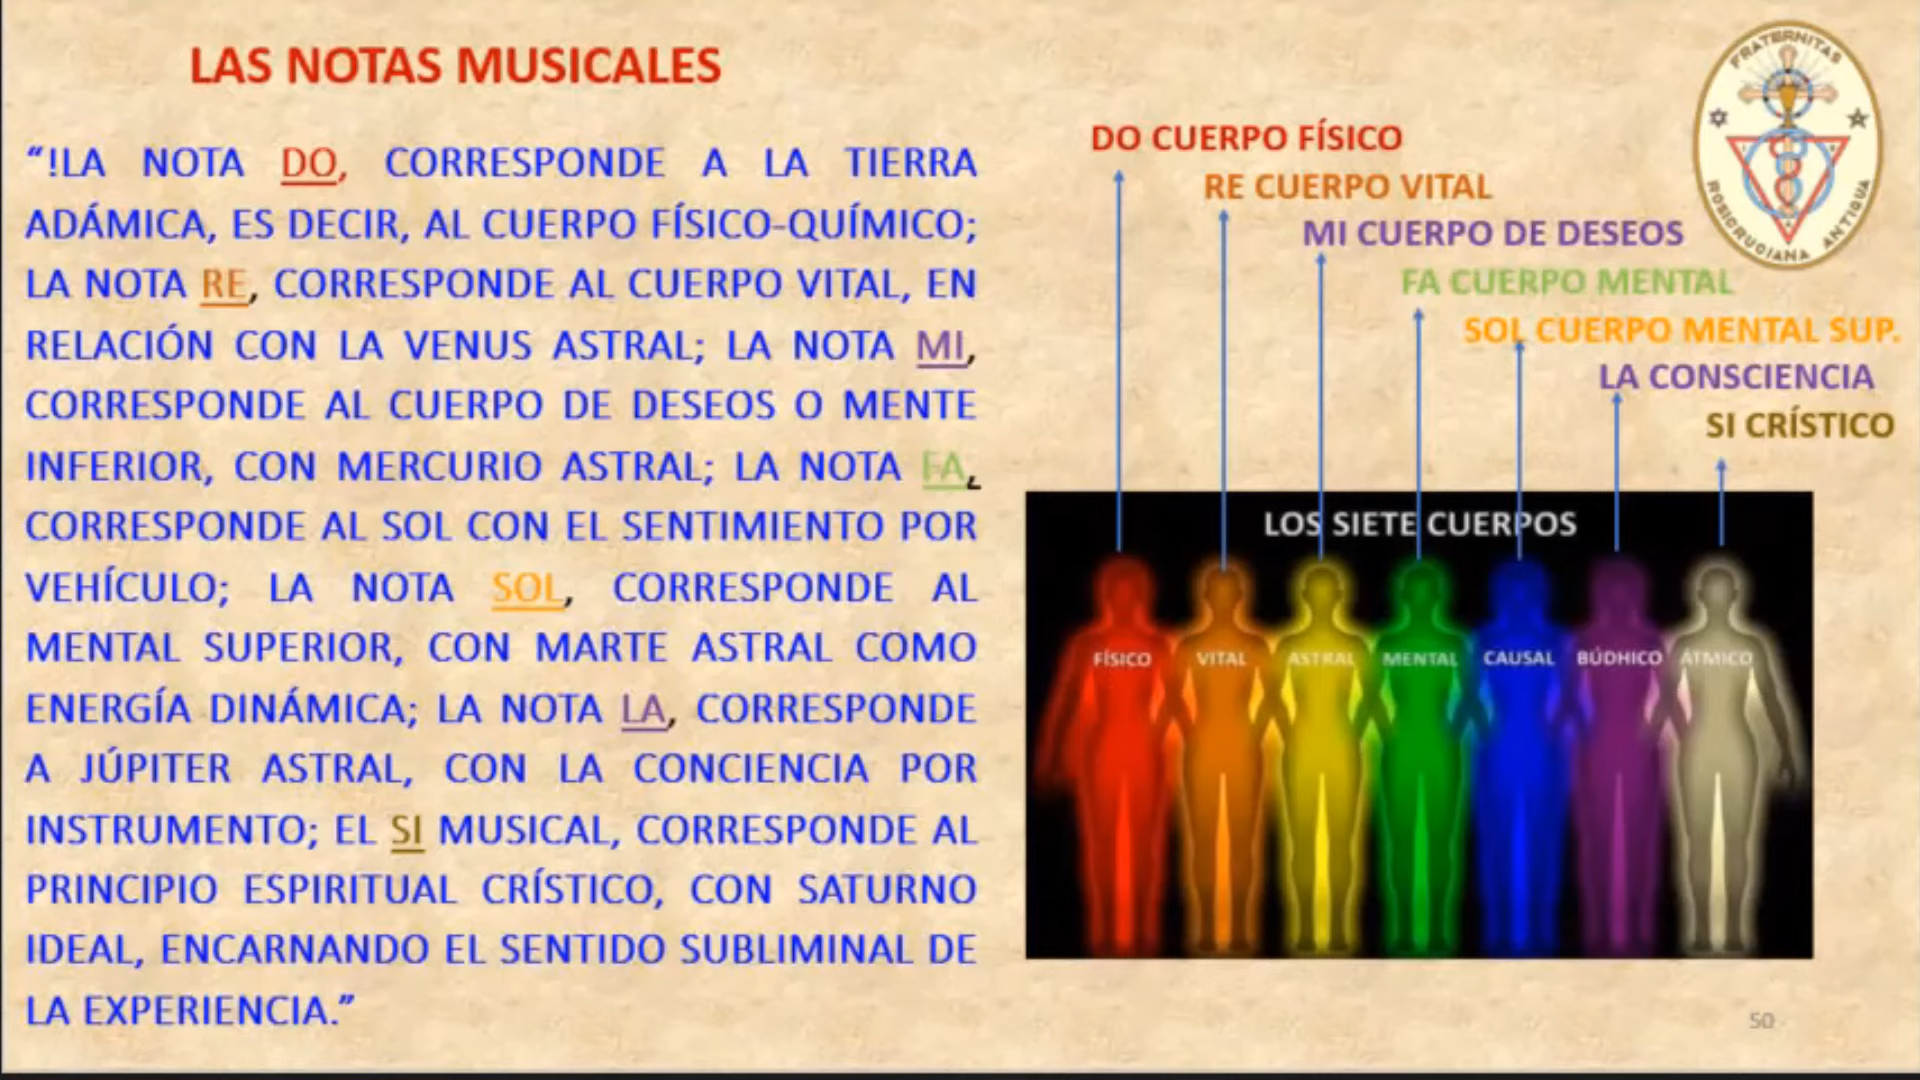 LAS NOTAS MUSICALES
“!LA NOTA DO, CORRESPONDE A LA TIERRA
ADÁMICA, ES DECIR, AL CUERPO FÍSICO-QUÍMICO;
LA NOTA RE, CORRESPONDE AL CUERPO VITAL, EN
RELACIÓN CON LA VENUS ASTRAL; LA NOTA MI,
CORRESPONDE AL CUERPO DE DESEOS O MENTE
INFERIOR, CON MERCURIO ASTRAL; LA NOTA FA,
CORRESPONDE AL SOL CON EL SENTIMIENTO POR
VEHÍCULO; LA NOTA SOL, CORRESPONDE AL
MENTAL SUPERIOR, CON MARTE ASTRAL COMO
ENERGÍA DINÁMICA; LA NOTA LA, CORRESPONDE
A JÚPITER ASTRAL, CON LA CONCIENCIA POR
INSTRUMENTO; EL SI MUSICAL, CORRESPONDE AL
PRINCIPIO ESPIRITUAL CRÍSTICO, CON SATURNO
IDEAL, ENCARNANDO EL SENTIDO SUBLIMINAL DE
LA EXPERIENCIA.”
DO CUERPO FÍSICO
RE CUERPO VITAL
MI CUERPO DE DESEOS
FA CUERPO MENTAL
SOL CUERPO MENTAL SUP.
LA CONSCIENCIA
SI CRÍSTICO
FRATERNITAS
ROSICRUCIANA ANTIQUA
LOS SIETE CUERPOS
FÍSICO VITAL ASTRAL MENTAL CAUSAL BÚDHICO ÁTMICO
50